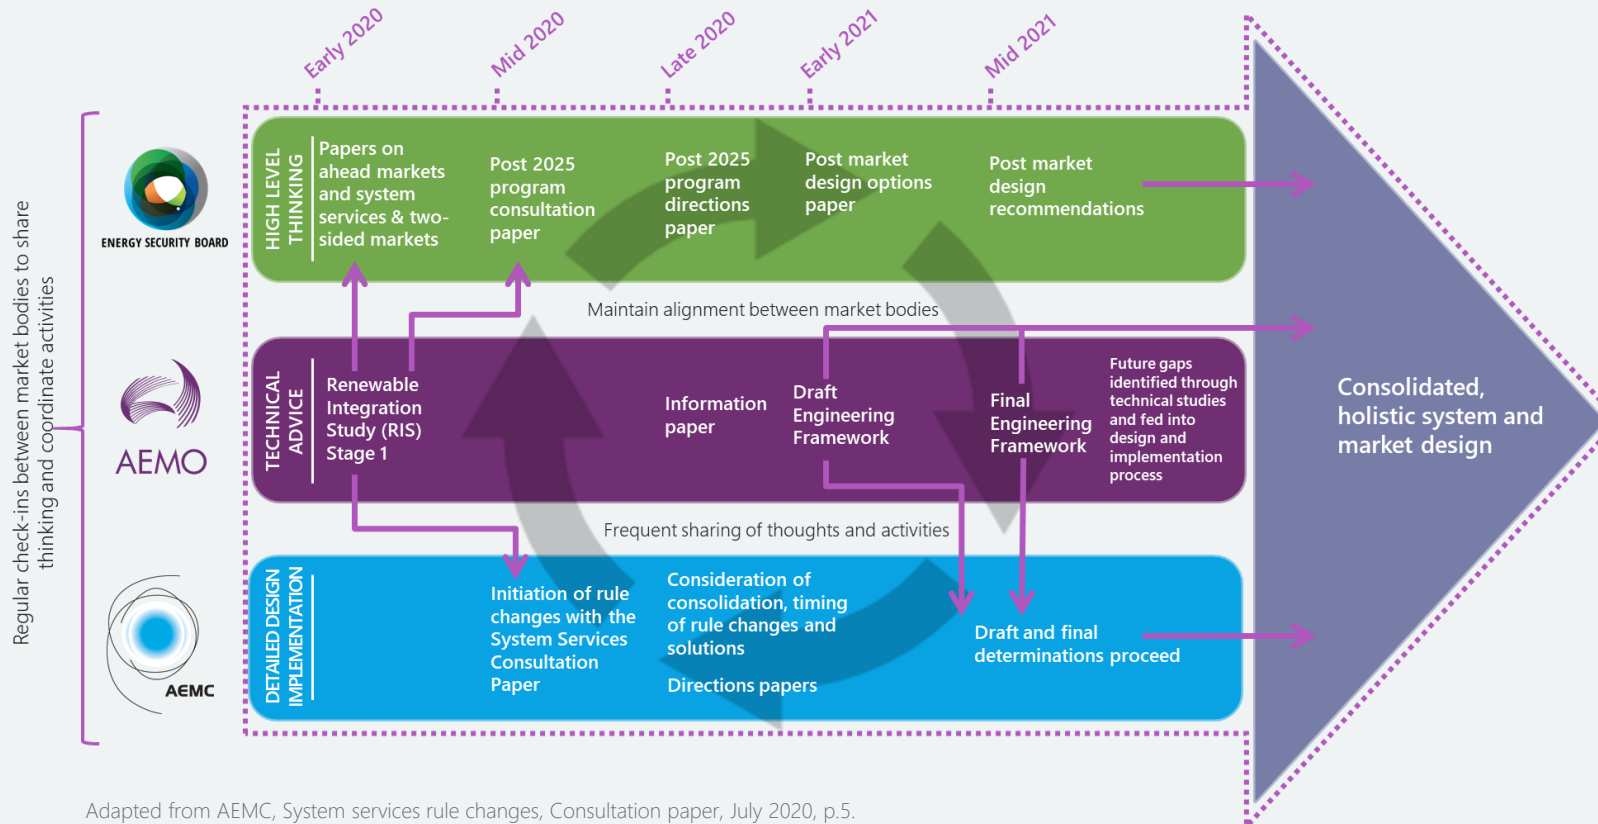 Early 2020
Mid 2020
Late 2020
Early 2021
Mid 2021
Regular check-ins between market bodies to share
thinking and coordinate activities
ENERGY SECURITY BOARD
HIGH LEVEL
THINKING
Papers on
ahead markets
and system
services & two-
sided markets
Post 2025
program
consultation
paper
Post 2025
program
directions
paper
Post market
design options
paper
Post market
design
recommendations
Maintain alignment between market bodies
AEMO
TECHNICAL
ADVICE
Renewable
Integration
Study (RIS)
Stage 1
Information
paper
Draft
Engineering
Framework
Final
Engineering
Framework
Future gaps
identified through
technical studies
and fed into
design and
implementation
process
Frequent sharing of thoughts and activities
AEMC
DETAILED DESIGN
IMPLEMENTATION
Initiation of rule
changes with the
System Services
Consultation
Paper
Consideration of
consolidation, timing
of rule changes and
solutions
Directions papers
Draft and final
determinations proceed
Consolidated,
holistic system and
market design
Adapted from AEMC, System services rule changes, Consultation paper, July 2020, p.5.